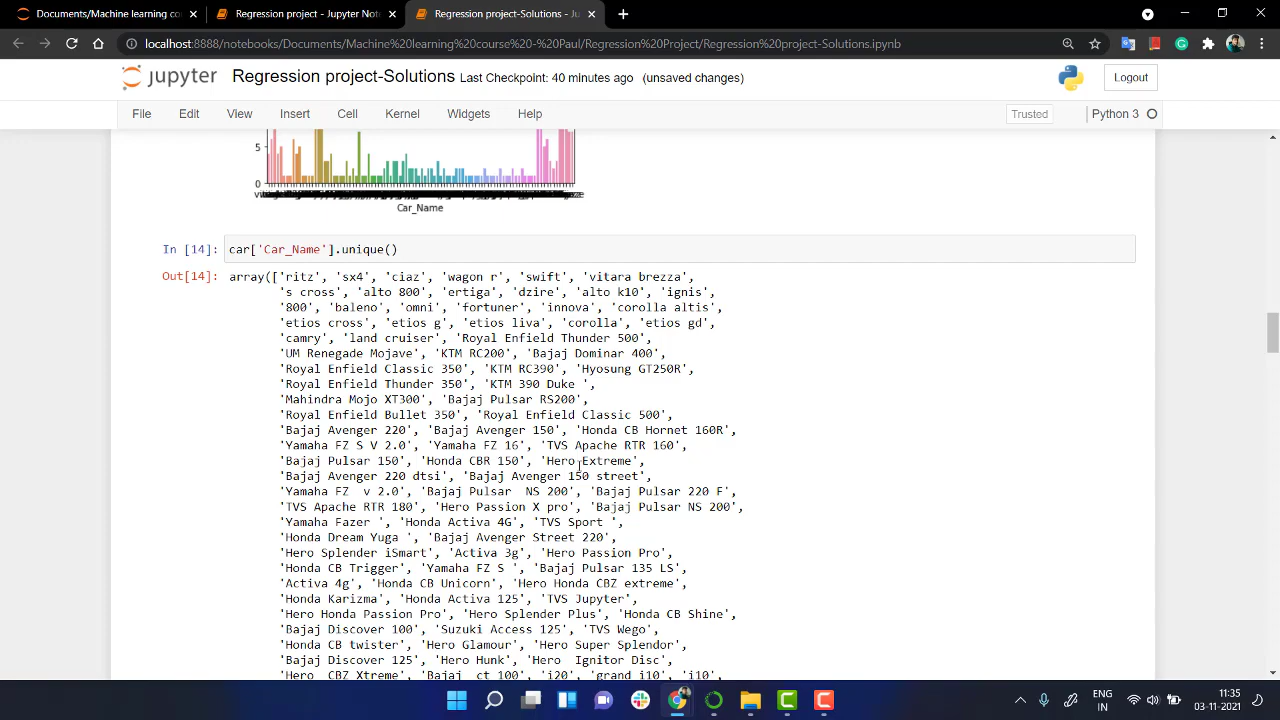 Documents/Machine learning co
Regression project - Jupyter Not
Regression project-Solutions - Ju
localhost:8888/notebooks/Documents/Machine%20learning%20course%20-%20Paul/Regression%20Project/Regression%20project-Solutions.ipynb
jupyter Regression project-Solutions Last Checkpoint: 40 minutes ago (unsaved changes)
Logout
File Edit View Insert Cell Kernel Widgets Help
Trusted
Python 3
5
0
Car_Name
In [14]: car['Car_Name'].unique()
Out[14]: array(['ritz', 'sx4', 'ciaz', 'wagon r', 'swift', 'vitara brezza',
's cross', 'alto 800', 'ertiga', 'dzire', 'alto k10', 'ignis',
'800', 'baleno', 'omni', 'fortuner', 'innova', 'corolla altis',
'etios cross', 'etios g', 'etios liva', 'corolla', 'etios gd',
'camry', 'land cruiser', 'Royal Enfield Thunder 500',
'UM Renegade Mojave', 'KTM RC200', 'Bajaj Dominar 400',
'Royal Enfield Classic 350', 'KTM RC390', 'Hyosung GT250R',
'Royal Enfield Thunder 350', 'KTM 390 Duke ',
'Mahindra Mojo XT300', 'Bajaj Pulsar RS200',
'Royal Enfield Bullet 350', 'Royal Enfield Classic 500',
'Bajaj Avenger 220', 'Bajaj Avenger 150', 'Honda CB Hornet 160R',
'Yamaha FZ S V 2.0', 'Yamaha FZ 16', 'TVS Apache RTR 160',
'Bajaj Pulsar 150', 'Honda CBR 150', 'Hero Extreme',
'Bajaj Avenger 220 dtsi', 'Bajaj Avenger 150 street',
'Yamaha FZ  v 2.0', 'Bajaj Pulsar  NS 200', 'Bajaj Pulsar 220 F',
'TVS Apache RTR 180', 'Hero Passion X pro', 'Bajaj Pulsar NS 200',
'Yamaha Fazer ', 'Honda Activa 4G', 'TVS Sport ',
'Honda Dream Yuga ', 'Bajaj Avenger Street 220',
'Hero Splender iSmart', 'Activa 3g', 'Hero Passion Pro',
'Honda CB Trigger', 'Yamaha FZ S ', 'Bajaj Pulsar 135 LS',
'Activa 4g', 'Honda CB Unicorn', 'Hero Honda CBZ extreme',
'Honda Karizma', 'Honda Activa 125', 'TVS Jupyter',
'Hero Honda Passion Pro', 'Hero Splender Plus', 'Honda CB Shine',
'Bajaj Discover 100', 'Suzuki Access 125', 'TVS Wego',
'Honda CB twister', 'Hero Glamour', 'Hero Super Splendor',
'Bajaj Discover 125', 'Hero Hunk', 'Hero  Ignitor Disc',
'Hero  CBZ Xtreme', 'Bajaj  ct 100', 'i20', 'grand i10', 'i10',
ENG
IN
11:35
03-11-2021